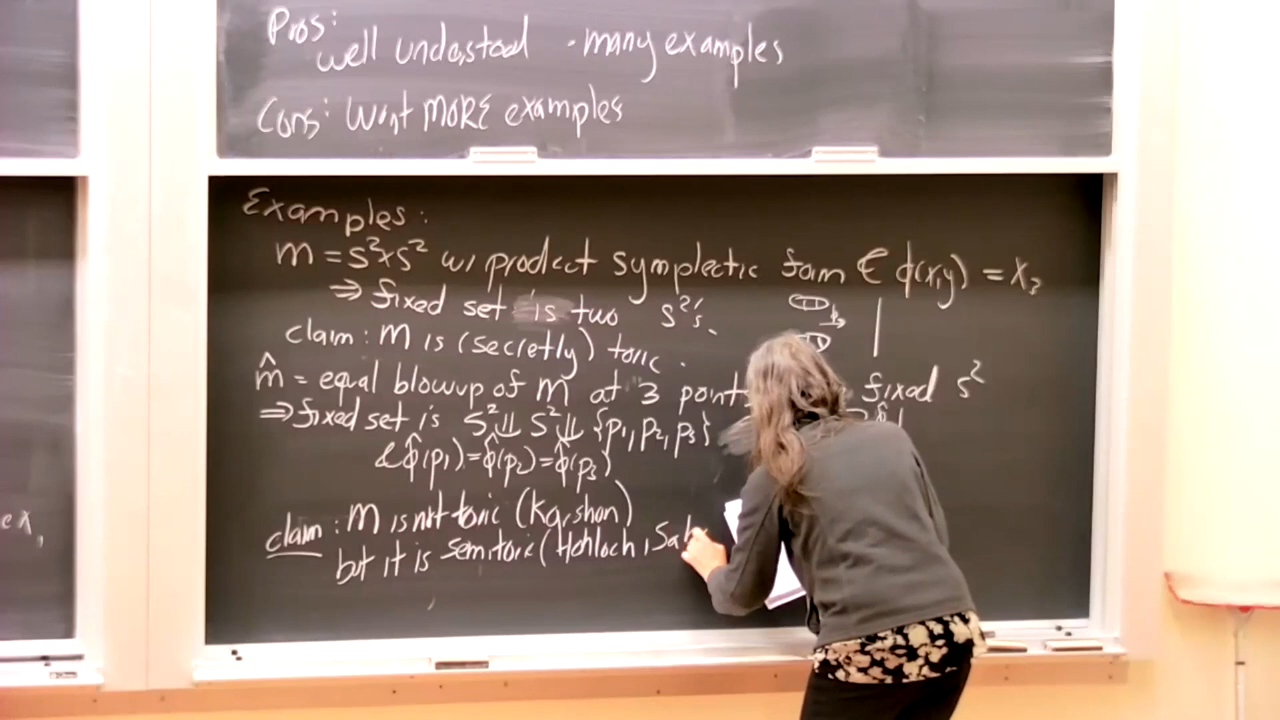 Pros:
well understood - many examples
Cons: Want MORE examples
Examples:
M = S²×S² w/ product symplectic form & φ(x,y) = x₃
⇒ fixed set is two S²'s.
claim: M is (secretly) toric.
M̂ = equal blowup of M at 3 point fixed S²
⇒ fixed set is S² ⊔ S² ⊔ {p₁, p₂, p₃}
& φ̂(p₁) = φ̂(p₂) = φ̂(p₃)
claim: M is not toric (Karshon)
but it is semitoric (Hohloch, Sab
ex,